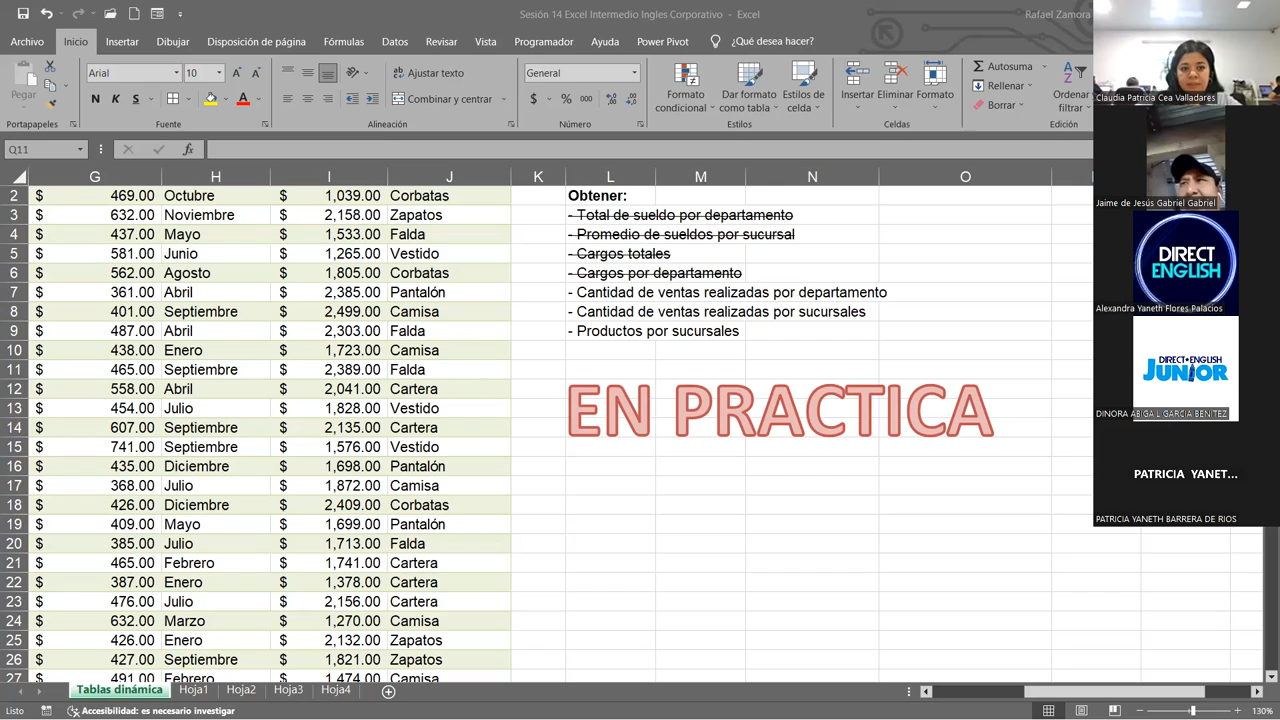 Sesión 14 Excel Intermedio Ingles Corporativo - Excel
Rafael Zamora
Archivo Inicio Insertar Dibujar Disposición de página Fórmulas Datos Revisar Vista Programador Ayuda Power Pivot ¿Qué desea hacer?
Pegar
Arial 10
N K S
Ajustar texto
Combinar y centrar
General
$ % 000
Formato condicional
Dar formato como tabla
Estilos de celda
Insertar Eliminar Formato
Autosuma
Rellenar
Borrar
Ordenar filtrar
Portapapeles Fuente Alineación Número Estilos Celdas Edición
Q11 fx
G H I J K L M N O
2 $ 469.00 Octubre $ 1,039.00 Corbatas Obtener:
3 $ 632.00 Noviembre $ 2,158.00 Zapatos - Total de sueldo por departamento
4 $ 437.00 Mayo $ 1,533.00 Falda - Promedio de sueldos por sucursal
5 $ 581.00 Junio $ 1,265.00 Vestido - Cargos totales
6 $ 562.00 Agosto $ 1,805.00 Corbatas - Cargos por departamento
7 $ 361.00 Abril $ 2,385.00 Pantalón - Cantidad de ventas realizadas por departamento
8 $ 401.00 Septiembre $ 2,499.00 Camisa - Cantidad de ventas realizadas por sucursales
9 $ 487.00 Abril $ 2,303.00 Falda - Productos por sucursales
10 $ 438.00 Enero $ 1,723.00 Camisa
11 $ 465.00 Septiembre $ 2,389.00 Falda
12 $ 558.00 Abril $ 2,041.00 Cartera
13 $ 454.00 Julio $ 1,828.00 Vestido
EN PRACTICA
14 $ 607.00 Septiembre $ 2,135.00 Cartera
15 $ 741.00 Septiembre $ 1,576.00 Vestido
16 $ 435.00 Diciembre $ 1,698.00 Pantalón
17 $ 368.00 Julio $ 1,872.00 Camisa
18 $ 426.00 Diciembre $ 2,409.00 Corbatas
19 $ 409.00 Mayo $ 1,699.00 Pantalón
20 $ 385.00 Julio $ 1,713.00 Falda
21 $ 465.00 Febrero $ 1,741.00 Cartera
22 $ 387.00 Enero $ 1,378.00 Cartera
23 $ 476.00 Julio $ 2,156.00 Cartera
24 $ 632.00 Marzo $ 1,270.00 Camisa
25 $ 426.00 Enero $ 2,132.00 Zapatos
26 $ 427.00 Septiembre $ 1,821.00 Zapatos
27 $ 491.00 Febrero $ 1,474.00 Camisa
Tablas dinámica Hoja1 Hoja2 Hoja3 Hoja4
Listo Accesibilidad: es necesario investigar 130%
Claudia Patricia Cea Valladares
Jaime de Jesús Gabriel Gabriel
DIRECT ENGLISH
Alexandra Yaneth Flores Palacios
DIRECT ENGLISH
JUNIOR
DINORA ABIGA L GARCIA BENITEZ
PATRICIA YANET...
PATRICIA YANETH BARRERA DE RIOS